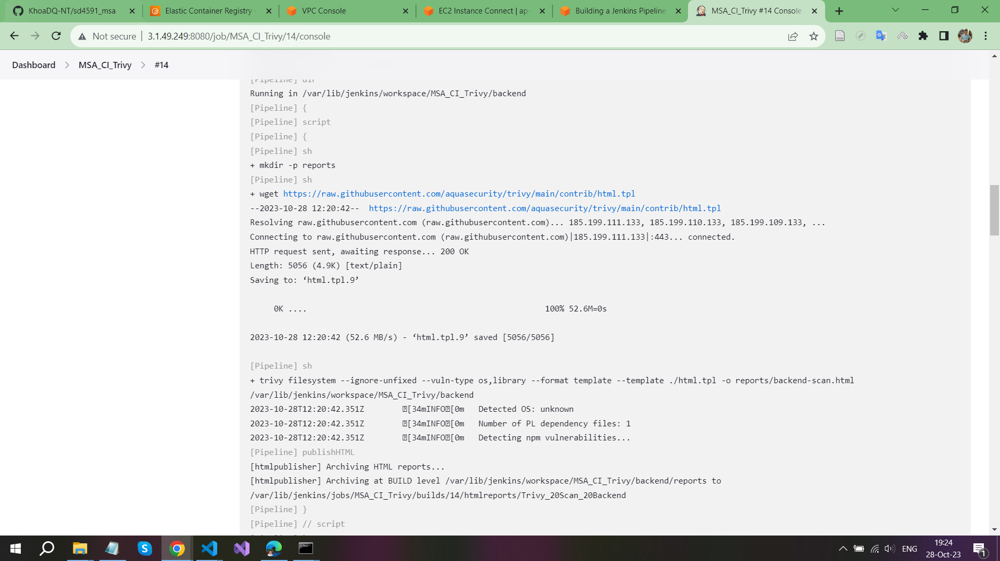 KhoaDQ-NT/sd4591_msa
Elastic Container Registry -
VPC Console
EC2 Instance Connect | ap-
Building a Jenkins Pipeline
MSA_CI_Trivy #14 Console
Not secure
3.1.49.249:8080/job/MSA_CI_Trivy/14/console
Dashboard
MSA_CI_Trivy
#14
[Pipeline] dir
Running in /var/lib/jenkins/workspace/MSA_CI_Trivy/backend
[Pipeline] {
[Pipeline] script
[Pipeline] {
[Pipeline] sh
+ mkdir -p reports
[Pipeline] sh
+ wget https://raw.githubusercontent.com/aquasecurity/trivy/main/contrib/html.tpl
--2023-10-28 12:20:42--  https://raw.githubusercontent.com/aquasecurity/trivy/main/contrib/html.tpl
Resolving raw.githubusercontent.com (raw.githubusercontent.com)... 185.199.111.133, 185.199.110.133, 185.199.109.133, ...
Connecting to raw.githubusercontent.com (raw.githubusercontent.com)|185.199.111.133|:443... connected.
HTTP request sent, awaiting response... 200 OK
Length: 5056 (4.9K) [text/plain]
Saving to: ‘html.tpl.9’
0K .... 100% 52.6M=0s
2023-10-28 12:20:42 (52.6 MB/s) - ‘html.tpl.9’ saved [5056/5056]
[Pipeline] sh
+ trivy filesystem --ignore-unfixed --vuln-type os,library --format template --template ./html.tpl -o reports/backend-scan.html
/var/lib/jenkins/workspace/MSA_CI_Trivy/backend
2023-10-28T12:20:42.351Z [34mINFO[0m Detected OS: unknown
2023-10-28T12:20:42.351Z [34mINFO[0m Number of PL dependency files: 1
2023-10-28T12:20:42.351Z [34mINFO[0m Detecting npm vulnerabilities...
[Pipeline] publishHTML
[htmlpublisher] Archiving HTML reports...
[htmlpublisher] Archiving at BUILD level /var/lib/jenkins/workspace/MSA_CI_Trivy/backend/reports to
/var/lib/jenkins/jobs/MSA_CI_Trivy/builds/14/htmlreports/Trivy_20Scan_20Backend
[Pipeline] }
[Pipeline] // script
ENG
19:24
28-Oct-23
1